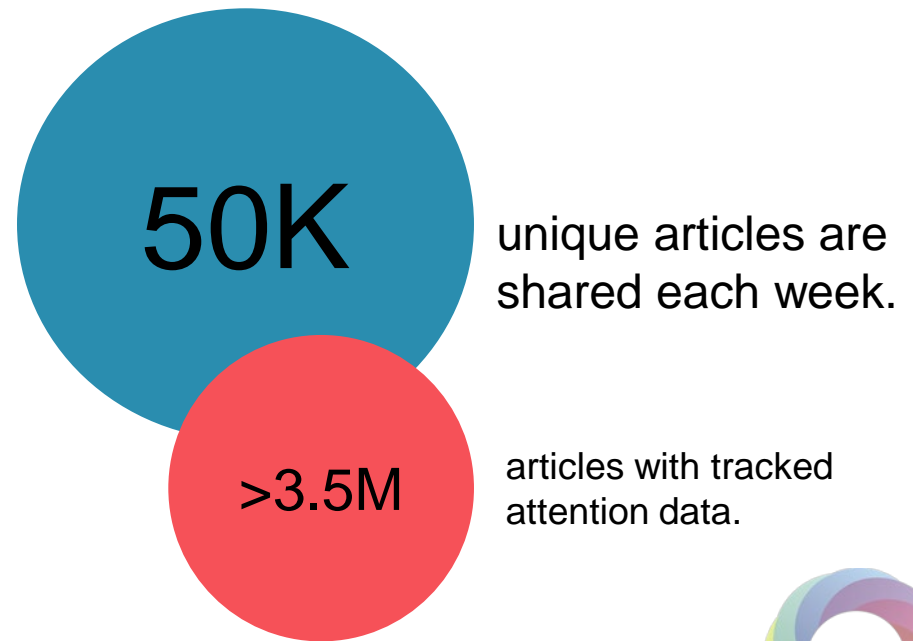 50K
unique articles are
shared each week.
>3.5M
articles with tracked
attention data.